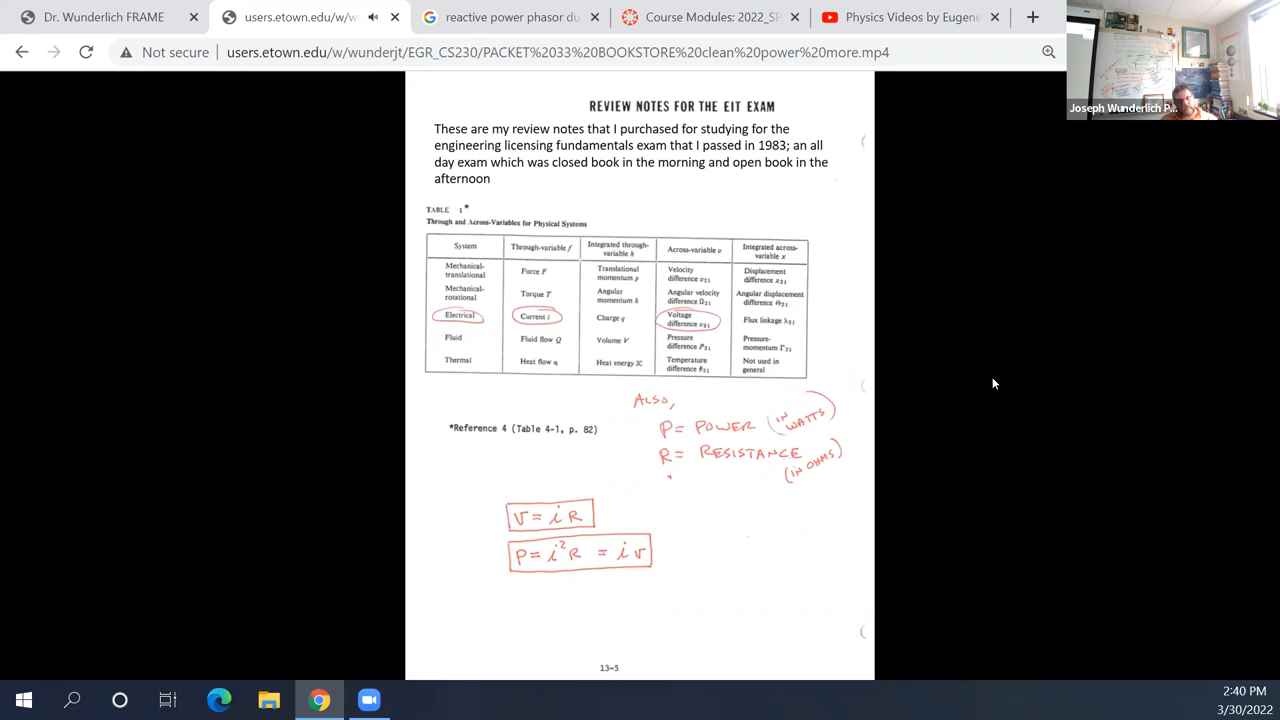 Dr. Wunderlich FRAME
users.etown.edu/w/w
reactive power phasor du
Course Modules: 2022_SP
Physics Videos by Eugene
Not secure
users.etown.edu/w/wunderjt/PHYSICS230/PACKET%2033%20BOOKSTORE%20clean%20power%20more.mp4
Joseph Wunderlich P...
REVIEW NOTES FOR THE EIT EXAM
These are my review notes that I purchased for studying for the
engineering licensing fundamentals exam that I passed in 1983; an all
day exam which was closed book in the morning and open book in the
afternoon
TABLE 1*
Through and Across-Variables for Physical Systems
System Through-variable f Integrated through-variable h Across-variable v Integrated across-variable x
Mechanical-translational Force F Translational momentum p Velocity difference v21 Displacement difference x21
Mechanical-rotational Torque T Angular momentum h Angular velocity difference Ω21 Angular displacement difference Θ21
Electrical Current i Charge q Voltage difference v21 Flux linkage λ21
Fluid Fluid flow Q Volume V Pressure difference P21 Pressure-momentum Γ21
Thermal Heat flow q Heat energy ℋ Temperature difference θ21 Not used in general
ALSO,
P = POWER (IN WATTS)
*Reference 4 (Table 4-1, p. 82)
R = RESISTANCE (IN OHMS)
V = i R
P = i² R = i v
13-5
2:40 PM
3/30/2022